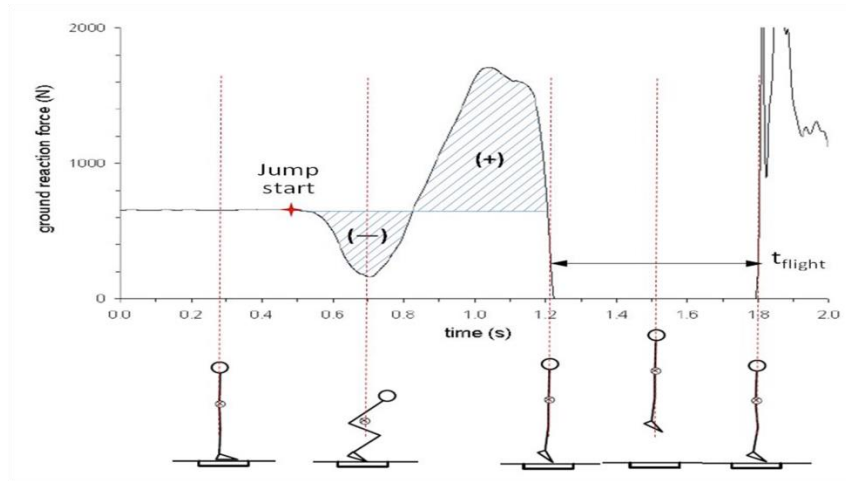 2000
ground reaction force (N)
1000
0
Jump
start
(—)
(+)
t flight
0.0 0.2 0.4 0.6 0.8 1.0 1.2 1.4 1.6 1.8 2.0
time (s)